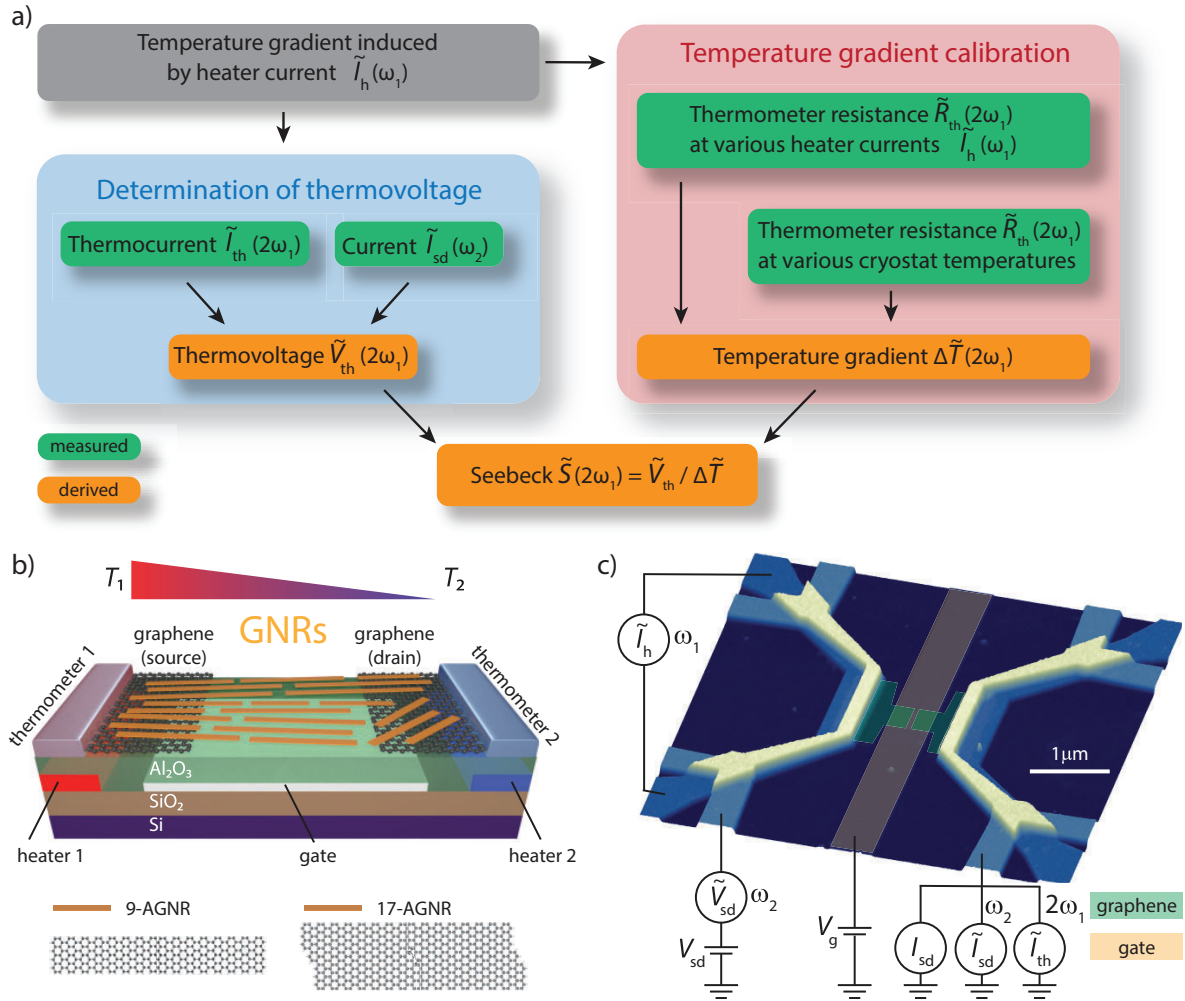 a)
Temperature gradient induced
by heater current Ĩh(ω1)
Temperature gradient calibration
Thermometer resistance R̃th(2ω1)
at various heater currents Ĩh(ω1)
Determination of thermovoltage
Thermocurrent Ĩth(2ω1)
Current Ĩsd(ω2)
Thermometer resistance R̃th(2ω1)
at various cryostat temperatures
Thermovoltage Ṽth(2ω1)
Temperature gradient ΔT̃(2ω1)
measured
derived
Seebeck S̃(2ω1) = Ṽth / ΔT̃
b)
T1
T2
GNRs
graphene
(source)
graphene
(drain)
thermometer 1
thermometer 2
Al2O3
SiO2
Si
heater 1
gate
heater 2
9-AGNR
17-AGNR
c)
Ĩh
ω1
1μm
Ṽsd
ω2
Vsd
Vg
ω2
2ω1
Isd
Ĩsd
Ĩth
graphene
gate